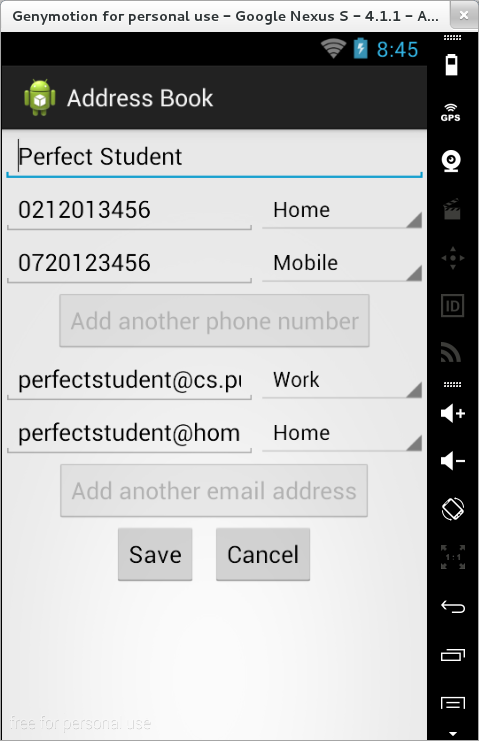 Genymotion for personal use – Google Nexus S – 4.1.1 – A...
8:45
Address Book
GPS
Perfect Student
0212013456
Home
0720123456
Mobile
ID
Add another phone number
perfectstudent@cs.pu
Work
perfectstudent@hom
Home
Add another email address
Save
Cancel
1:1
free for personal use